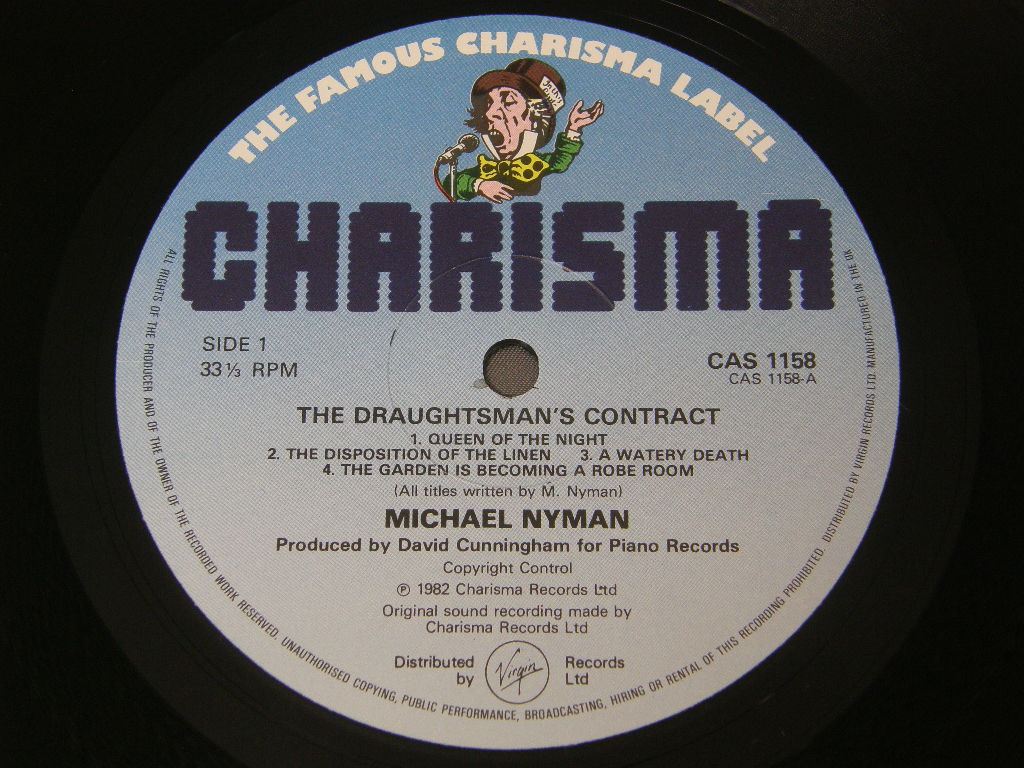 THE FAMOUS CHARISMA LABEL
CHARISMA
SIDE 1
33⅓ RPM
CAS 1158
CAS 1158-A
THE DRAUGHTSMAN'S CONTRACT
1. QUEEN OF THE NIGHT
2. THE DISPOSITION OF THE LINEN 3. A WATERY DEATH
4. THE GARDEN IS BECOMING A ROBE ROOM
(All titles written by M. Nyman)
MICHAEL NYMAN
Produced by David Cunningham for Piano Records
Copyright Control
℗ 1982 Charisma Records Ltd
Original sound recording made by
Charisma Records Ltd
Distributed by Virgin Records Ltd
ALL RIGHTS OF THE PRODUCER AND OF THE OWNER OF THE RECORDED WORK RESERVED. UNAUTHORISED COPYING, PUBLIC PERFORMANCE, BROADCASTING, HIRING OR RENTAL OF THIS RECORDING PROHIBITED. DISTRIBUTED BY VIRGIN RECORDS LTD. MANUFACTURED IN THE UK